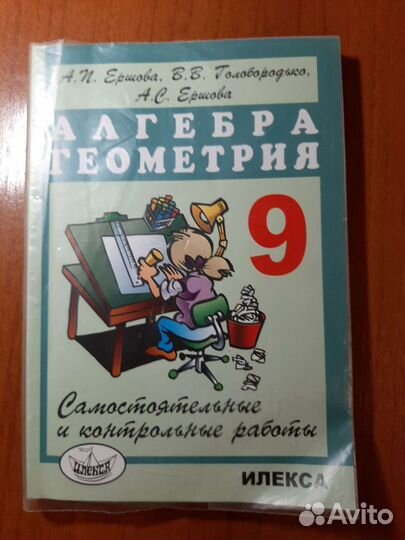 А.П. Ершова, В.В. Голобородько,
А.С. Ершова
АЛГЕБРА
ГЕОМЕТРИЯ
9
Самостоятельные
и контрольные работы
ИЛЕКСА
ИЛЕКСА
Avito